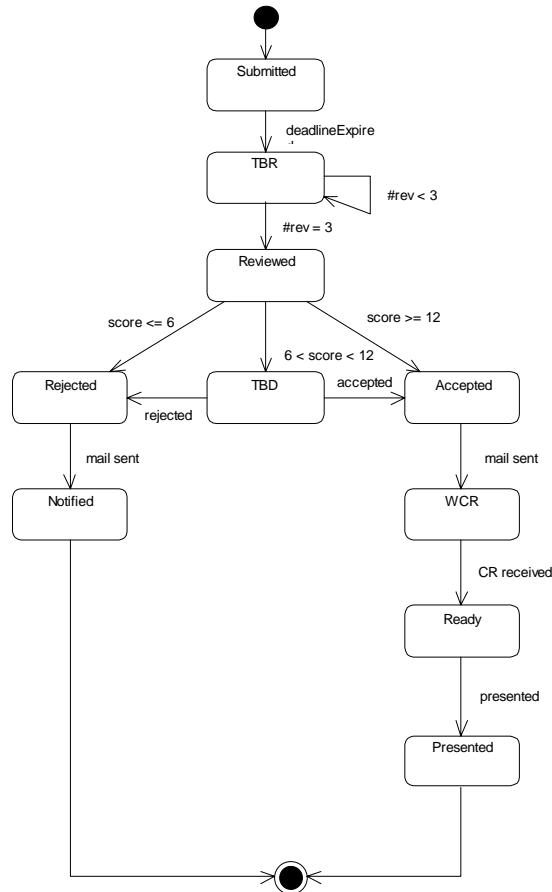 Submitted
deadlineExpire
TBR
#rev < 3
#rev = 3
Reviewed
score <= 6
score >= 12
6 < score < 12
Rejected
TBD
accepted
Accepted
rejected
mail sent
mail sent
Notified
WCR
CR received
Ready
presented
Presented